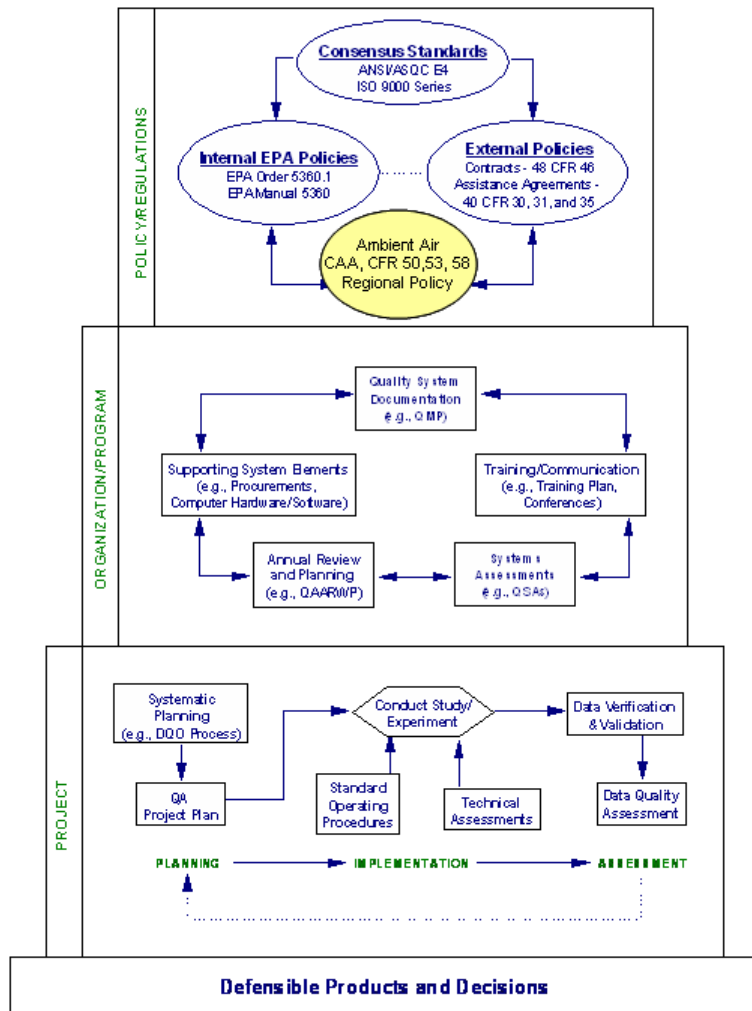 POLICY/REGULATIONS
Consensus Standards
ANSI/ASQC E4
ISO 9000 Series
Internal EPA Policies
EPA Order 5360.1
EPA Manual 5360
External Policies
Contracts - 48 CFR 46
Assistance Agreements -
40 CFR 30, 31, and 35
Ambient Air
CAA, CFR 50,53, 58
Regional Policy
ORGANIZATION/PROGRAM
Quality System
Documentation
(e.g., QMP)
Supporting System Elements
(e.g., Procurements,
Computer Hardware/Software)
Training/Communication
(e.g., Training Plan,
Conferences)
Annual Review
and Planning
(e.g., QAARWP)
Systems
Assessments
(e.g., QSAs)
PROJECT
Systematic
Planning
(e.g., DQO Process)
QA
Project Plan
Conduct Study/
Experiment
Standard
Operating
Procedures
Technical
Assessments
Data Verification
& Validation
Data Quality
Assessment
PLANNING
IMPLEMENTATION
ASSESSMENT
Defensible Products and Decisions